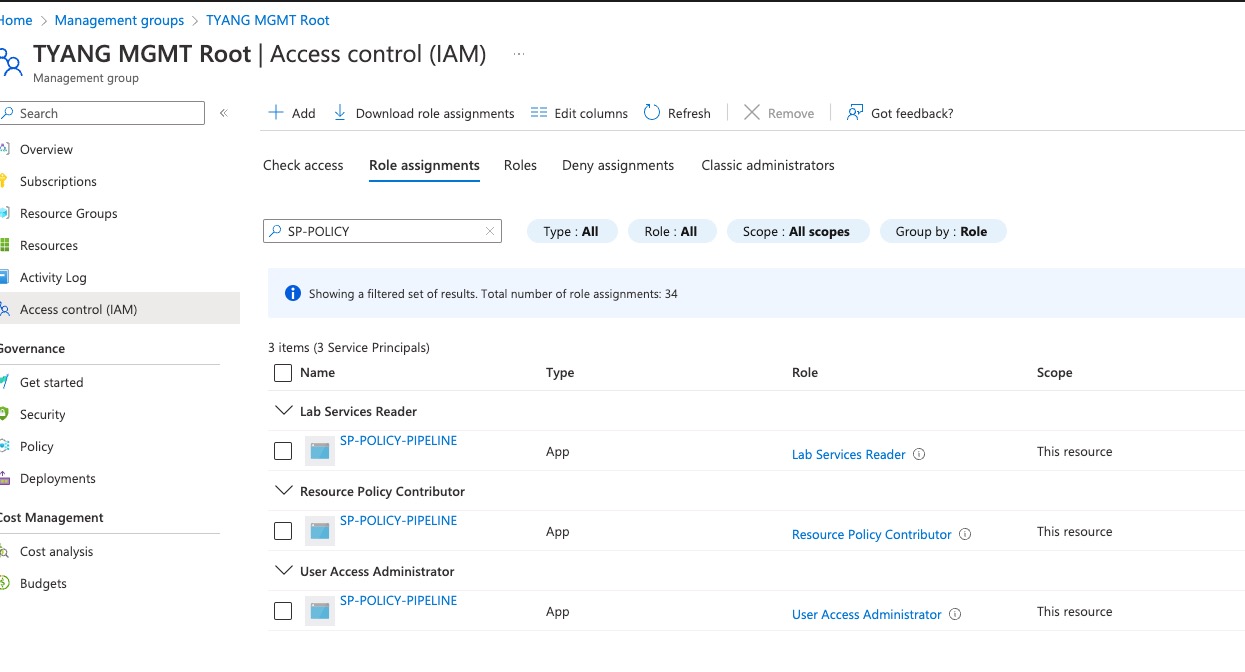 Home > Management groups > TYANG MGMT Root
TYANG MGMT Root | Access control (IAM) ...
Management group
Search «
Add Download role assignments Edit columns Refresh Remove Got feedback?
Overview
Subscriptions
Resource Groups
Resources
Activity Log
Access control (IAM)
Governance
Get started
Security
Policy
Deployments
Cost Management
Cost analysis
Budgets
Check access Role assignments Roles Deny assignments Classic administrators
SP-POLICY Type : All Role : All Scope : All scopes Group by : Role
Showing a filtered set of results. Total number of role assignments: 34
3 items (3 Service Principals)
Name Type Role Scope
Lab Services Reader
SP-POLICY-PIPELINE App Lab Services Reader This resource
Resource Policy Contributor
SP-POLICY-PIPELINE App Resource Policy Contributor This resource
User Access Administrator
SP-POLICY-PIPELINE App User Access Administrator This resource